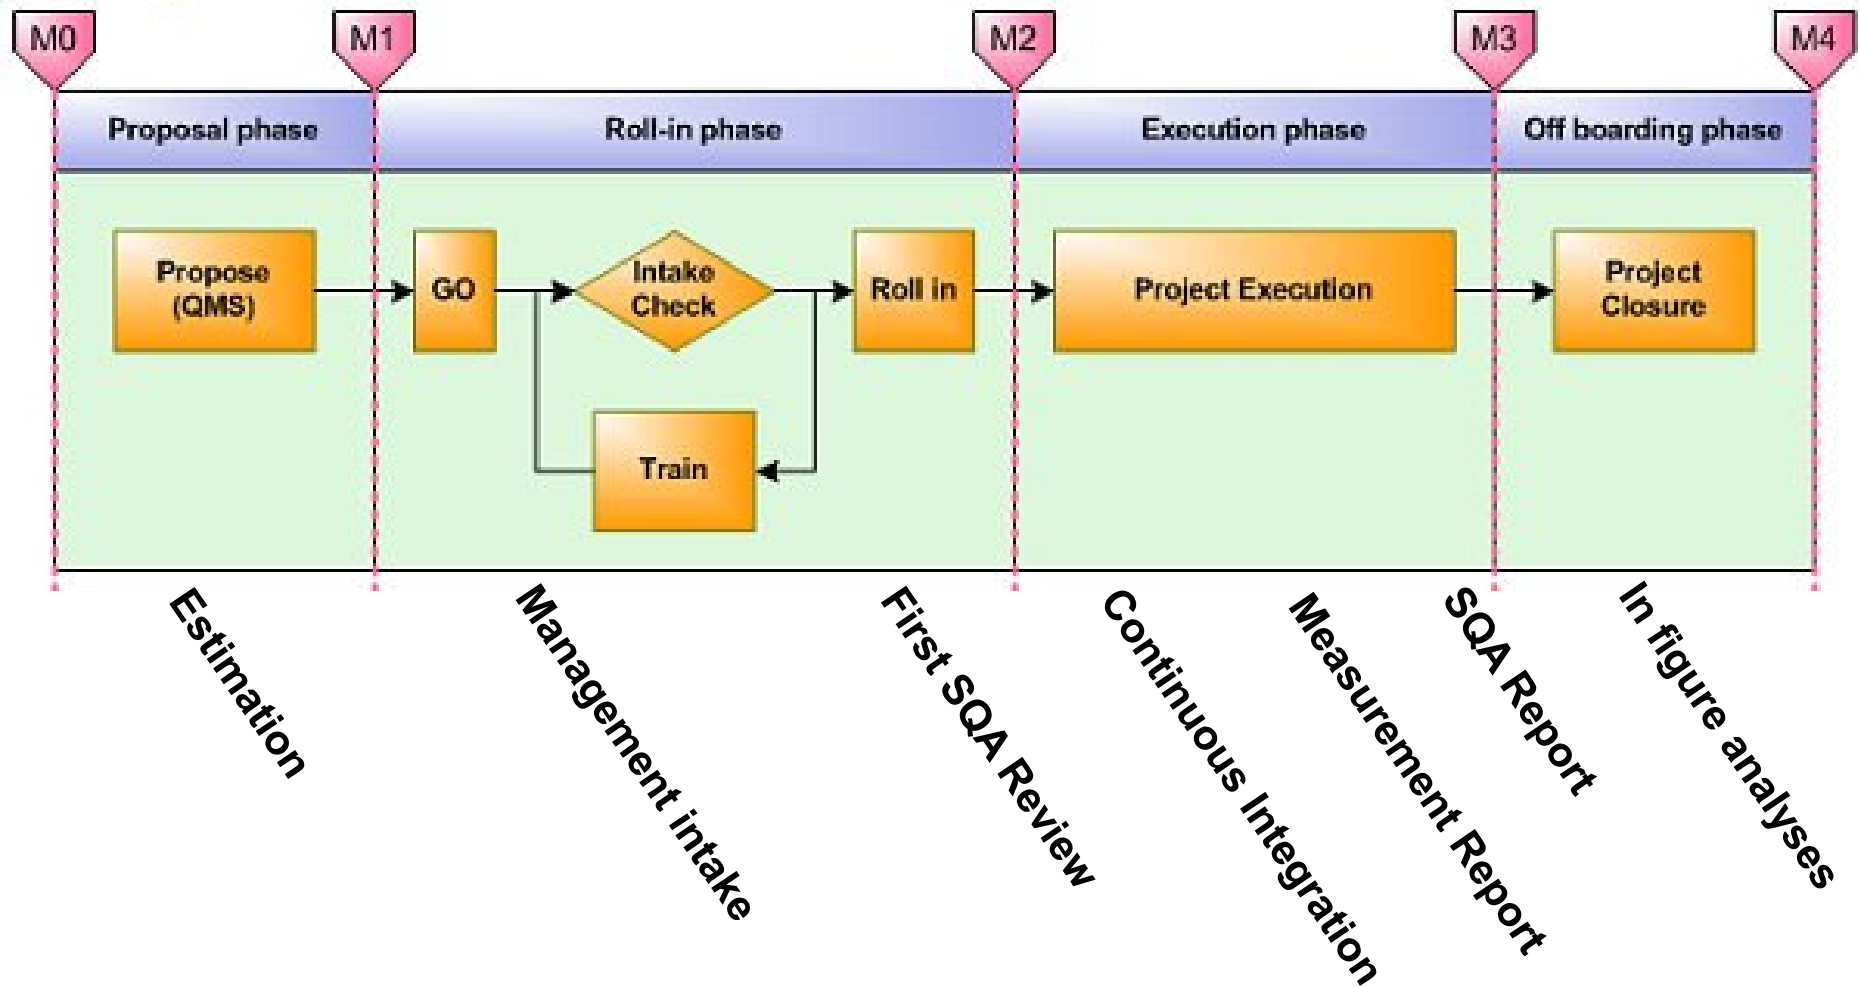 M0
M1
M2
M3
M4
Proposal phase
Roll-in phase
Execution phase
Off boarding phase
Propose
(QMS)
GO
Intake
Check
Roll in
Project Execution
Project
Closure
Train
Estimation
Management intake
First SQA Review
Continuous Integration
Measurement Report
SQA Report
In figure analyses